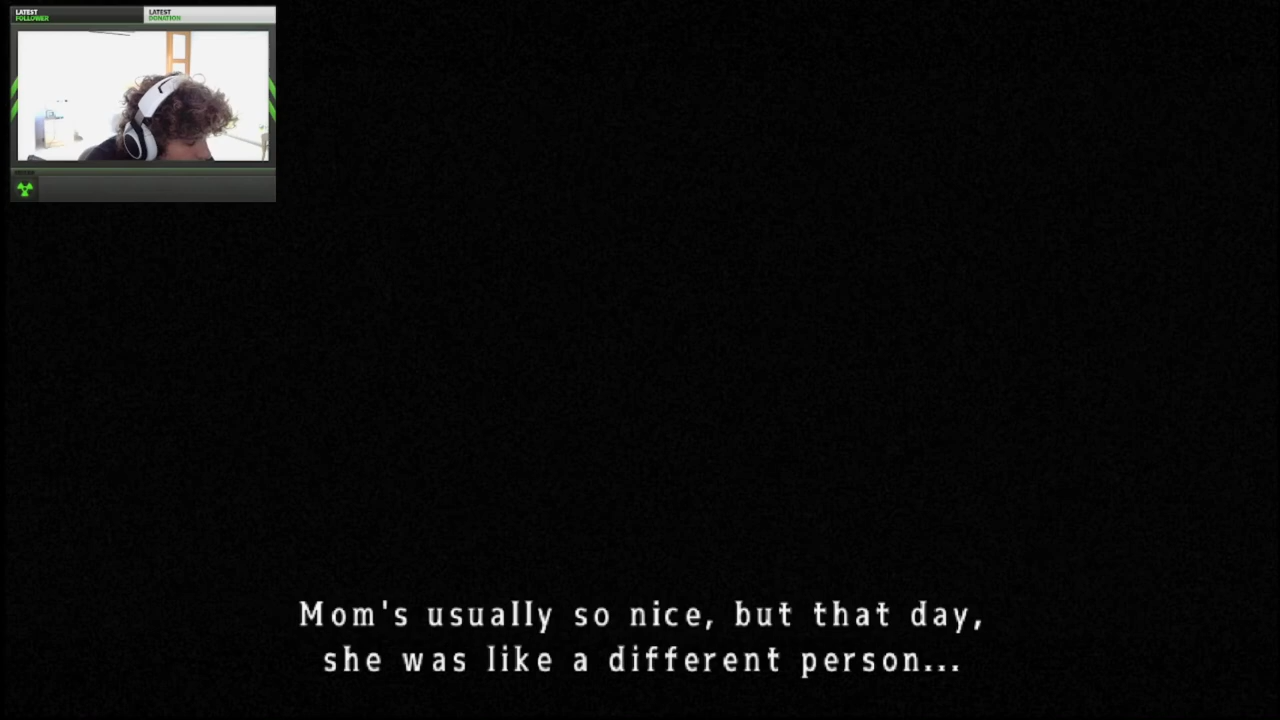 LATEST
FOLLOWER
LATEST
DONATION
Mom's usually so nice, but that day,
she was like a different person...